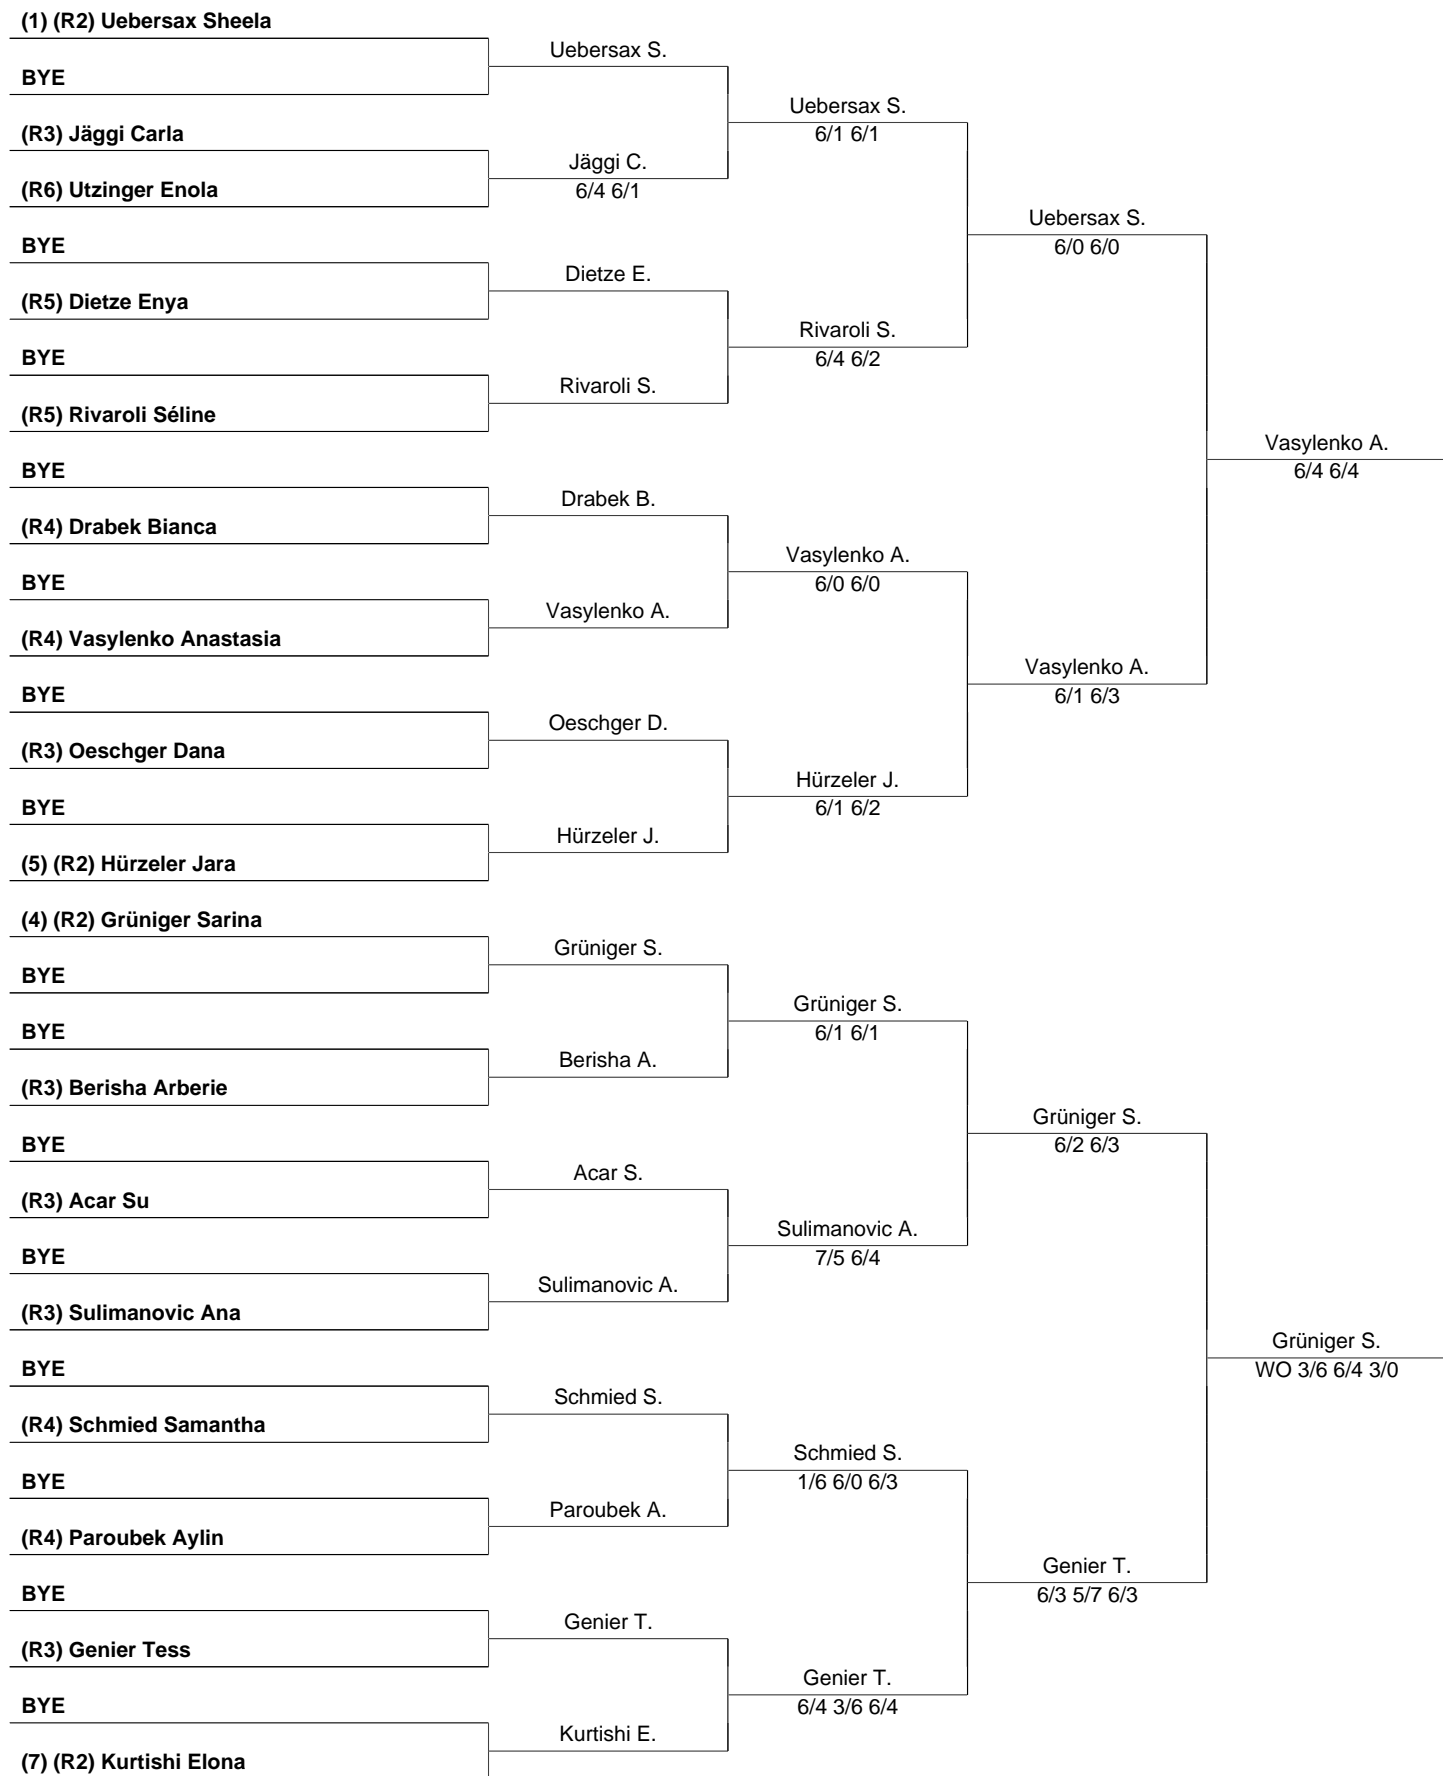 (1) (R2) Uebersax Sheela
Uebersax S.
BYE
Uebersax S.
6/1 6/1
(R3) Jäggi Carla
Jäggi C.
6/4 6/1
(R6) Utzinger Enola
Uebersax S.
6/0 6/0
BYE
Dietze E.
(R5) Dietze Enya
Rivaroli S.
6/4 6/2
BYE
Rivaroli S.
(R5) Rivaroli Séline
Vasylenko A.
6/4 6/4
BYE
Drabek B.
(R4) Drabek Bianca
Vasylenko A.
6/0 6/0
BYE
Vasylenko A.
(R4) Vasylenko Anastasia
Vasylenko A.
6/1 6/3
BYE
Oeschger D.
(R3) Oeschger Dana
Hürzeler J.
6/1 6/2
BYE
Hürzeler J.
(5) (R2) Hürzeler Jara
(4) (R2) Grüniger Sarina
Grüniger S.
BYE
Grüniger S.
6/1 6/1
BYE
Berisha A.
(R3) Berisha Arberie
Grüniger S.
6/2 6/3
BYE
Acar S.
(R3) Acar Su
Sulimanovic A.
7/5 6/4
BYE
Sulimanovic A.
(R3) Sulimanovic Ana
Grüniger S.
WO 3/6 6/4 3/0
BYE
Schmied S.
(R4) Schmied Samantha
Schmied S.
1/6 6/0 6/3
BYE
Paroubek A.
(R4) Paroubek Aylin
Genier T.
6/3 5/7 6/3
BYE
Genier T.
(R3) Genier Tess
Genier T.
6/4 3/6 6/4
BYE
Kurtishi E.
(7) (R2) Kurtishi Elona